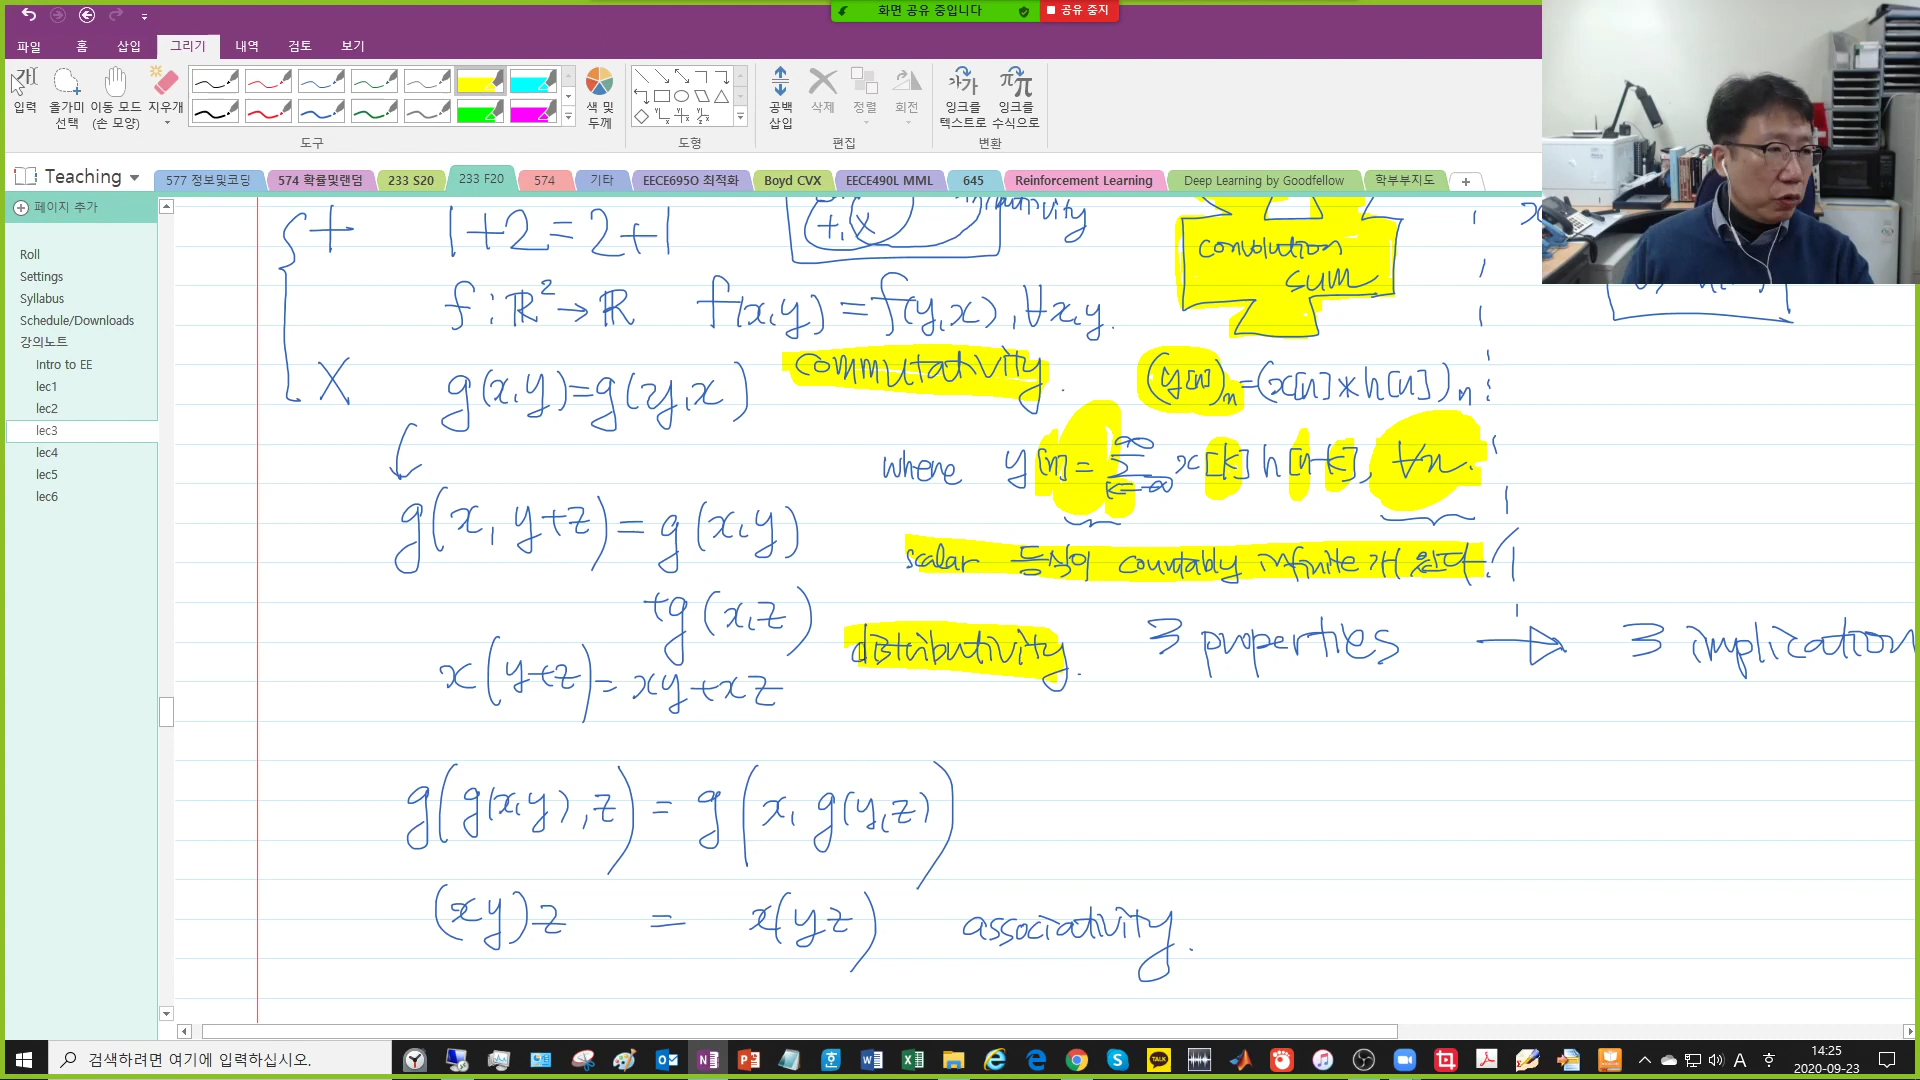 화면 공유 중입니다
공유 중지
파일 홈 삽입 그리기 내역 검토 보기
입력 올가미 선택 이동 모드 (손 모양) 지우개 색 및 두께 공백 삽입 삭제 정렬 회전 잉크를 텍스트로 잉크를 수식으로
도구 도형 편집 변환
Teaching
577 정보및코딩 574 확률및랜덤 233 S20 233 F20 574 기타 EECE695O 최적화 Boyd CVX EECE490L MML 645 Reinforcement Learning Deep Learning by Goodfellow 학부부지도
페이지 추가
Roll
Settings
Syllabus
Schedule/Downloads
강의노트
Intro to EE
lec1
lec2
lec3
lec4
lec5
lec6
+ 1+2=2+1
+,×
convolution
sum
f : ℝ² → ℝ f(x,y) = f(y,x), ∀x,y.
commutativity.
× g(x,y)=g(y,x)
(y[n])ₙ=(x[n]*h[n])ₙ
where y[n] = ∑_{k=-∞}^{∞} x[k] h[n-k], ∀n.
g(x, y+z) = g(x,y)
+g(x,z)
scalar 등식이 countably infinite개 있다.
distributivity.
3 properties → 3 implication
x(y+z) = xy+xz
g(g(x,y),z) = g(x, g(y,z))
(xy)z = x(yz) associativity.
검색하려면 여기에 입력하십시오.
TALK
A
14:25
2020-09-23